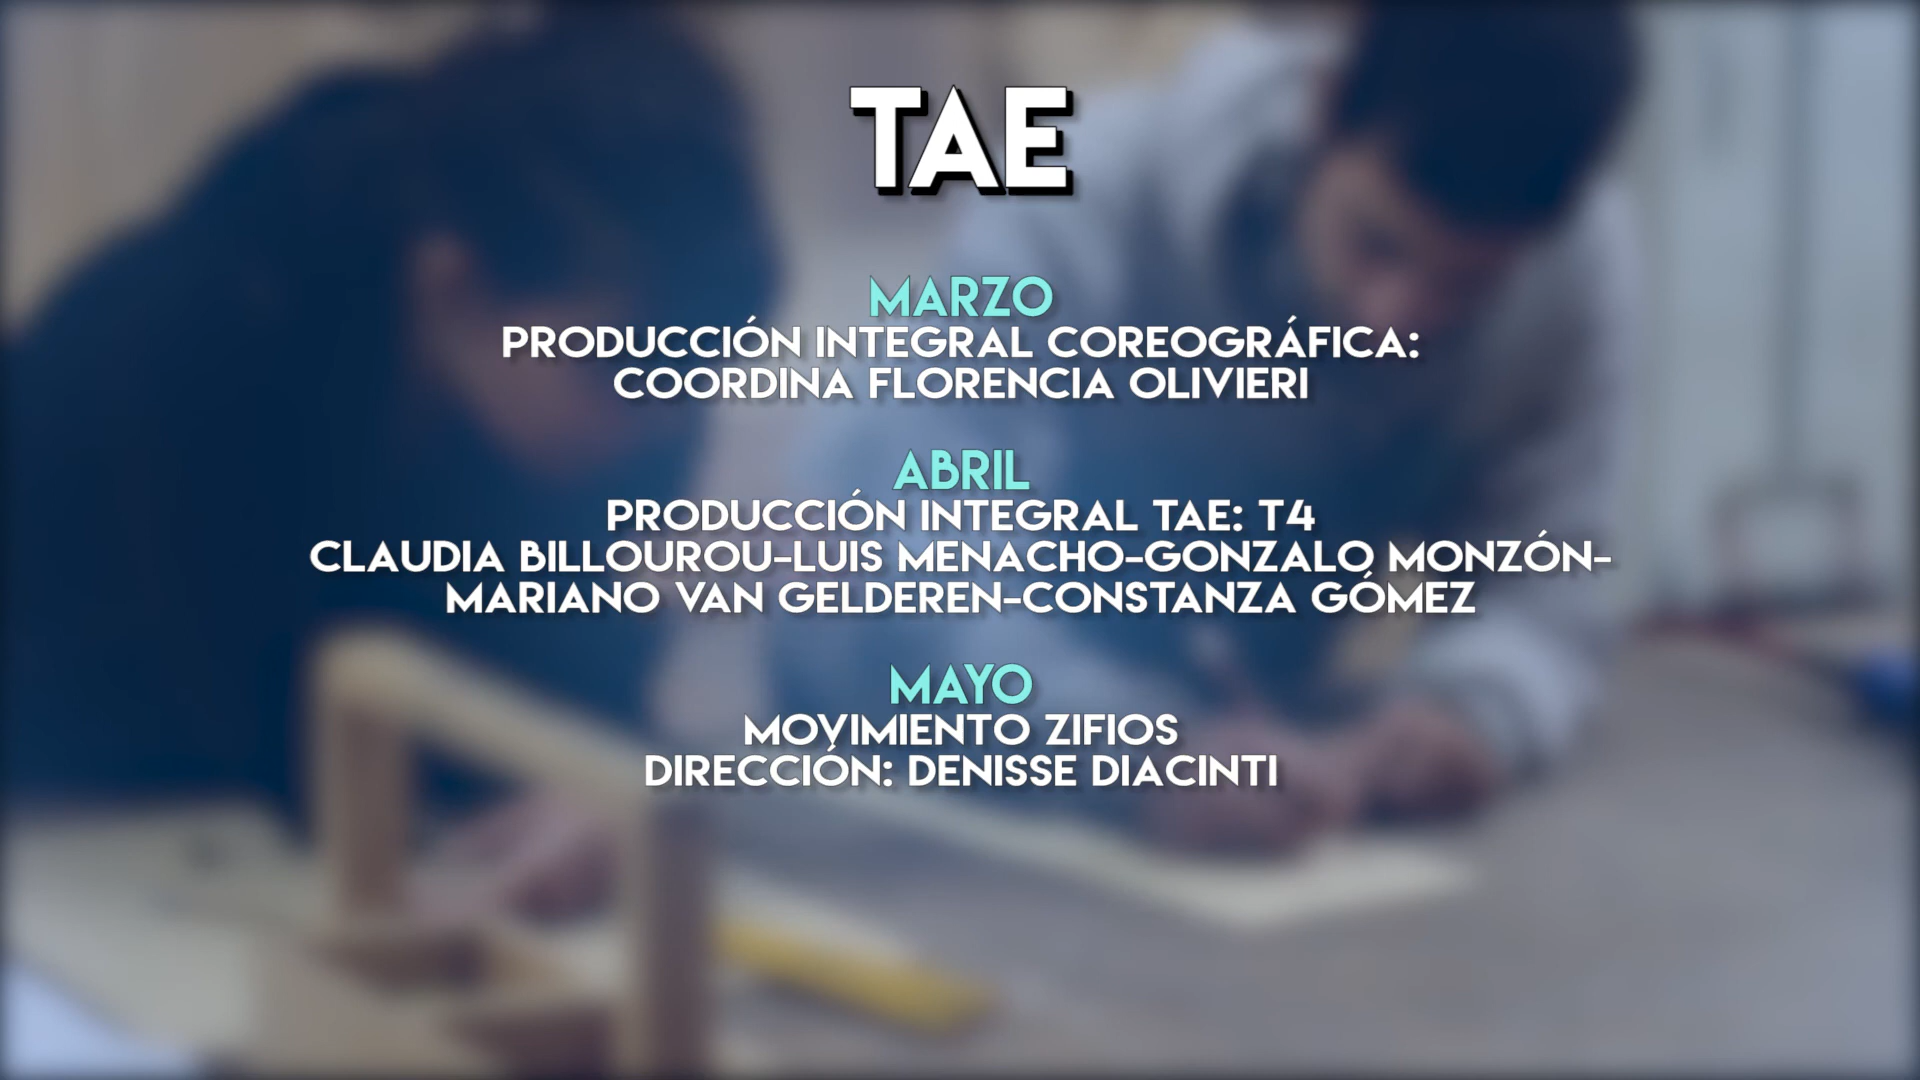 TAE
MARZO
PRODUCCIÓN INTEGRAL COREOGRÁFICA:
COORDINA FLORENCIA OLIVIERI
ABRIL
PRODUCCIÓN INTEGRAL TAE: T4
CLAUDIA BILLOUROU-LUIS MENACHO-GONZALO MONZÓN-
MARIANO VAN GELDEREN-CONSTANZA GÓMEZ
MAYO
MOVIMIENTO ZIFIOS
DIRECCIÓN: DENISSE DIACINTI